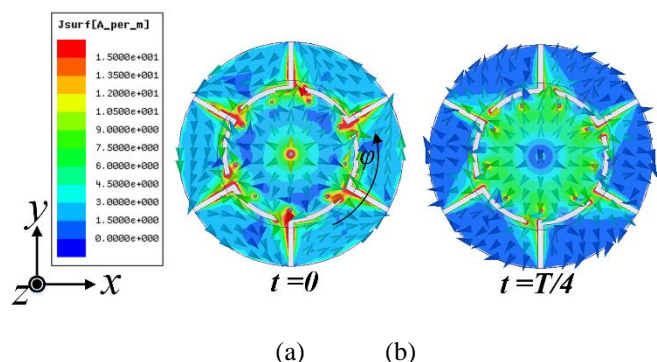 Jsurf[A_per_m]
1.5000e+001
1.3500e+001
1.2000e+001
1.0500e+001
9.0000e+000
7.5000e+000
6.0000e+000
4.5000e+000
3.0000e+000
1.5000e+000
0.0000e+000
φ
y
z
x
t =0
t =T/4
(a) (b)